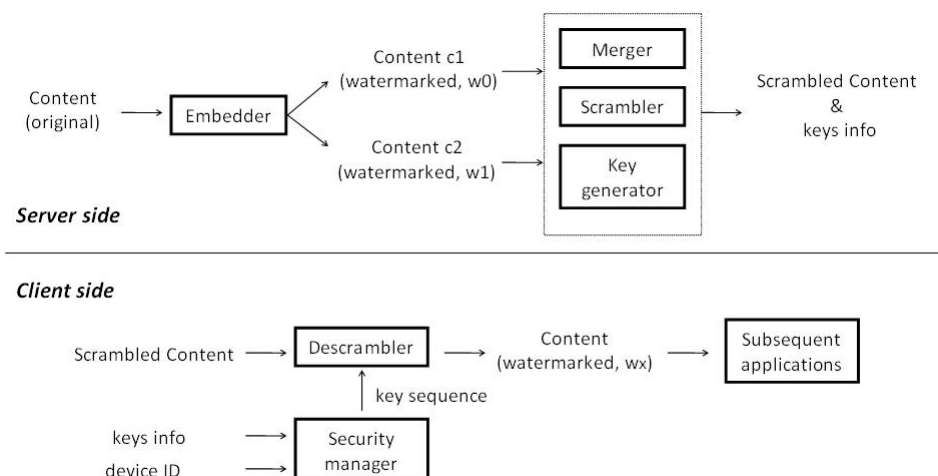 Content
(original)
Embedder
Content c1
(watermarked, w0)
Content c2
(watermarked, w1)
Merger
Scrambler
Key
generator
Scrambled Content
&
keys info
Server side
Client side
Scrambled Content
Descrambler
Content
(watermarked, wx)
Subsequent
applications
key sequence
keys info
device ID
Security
manager